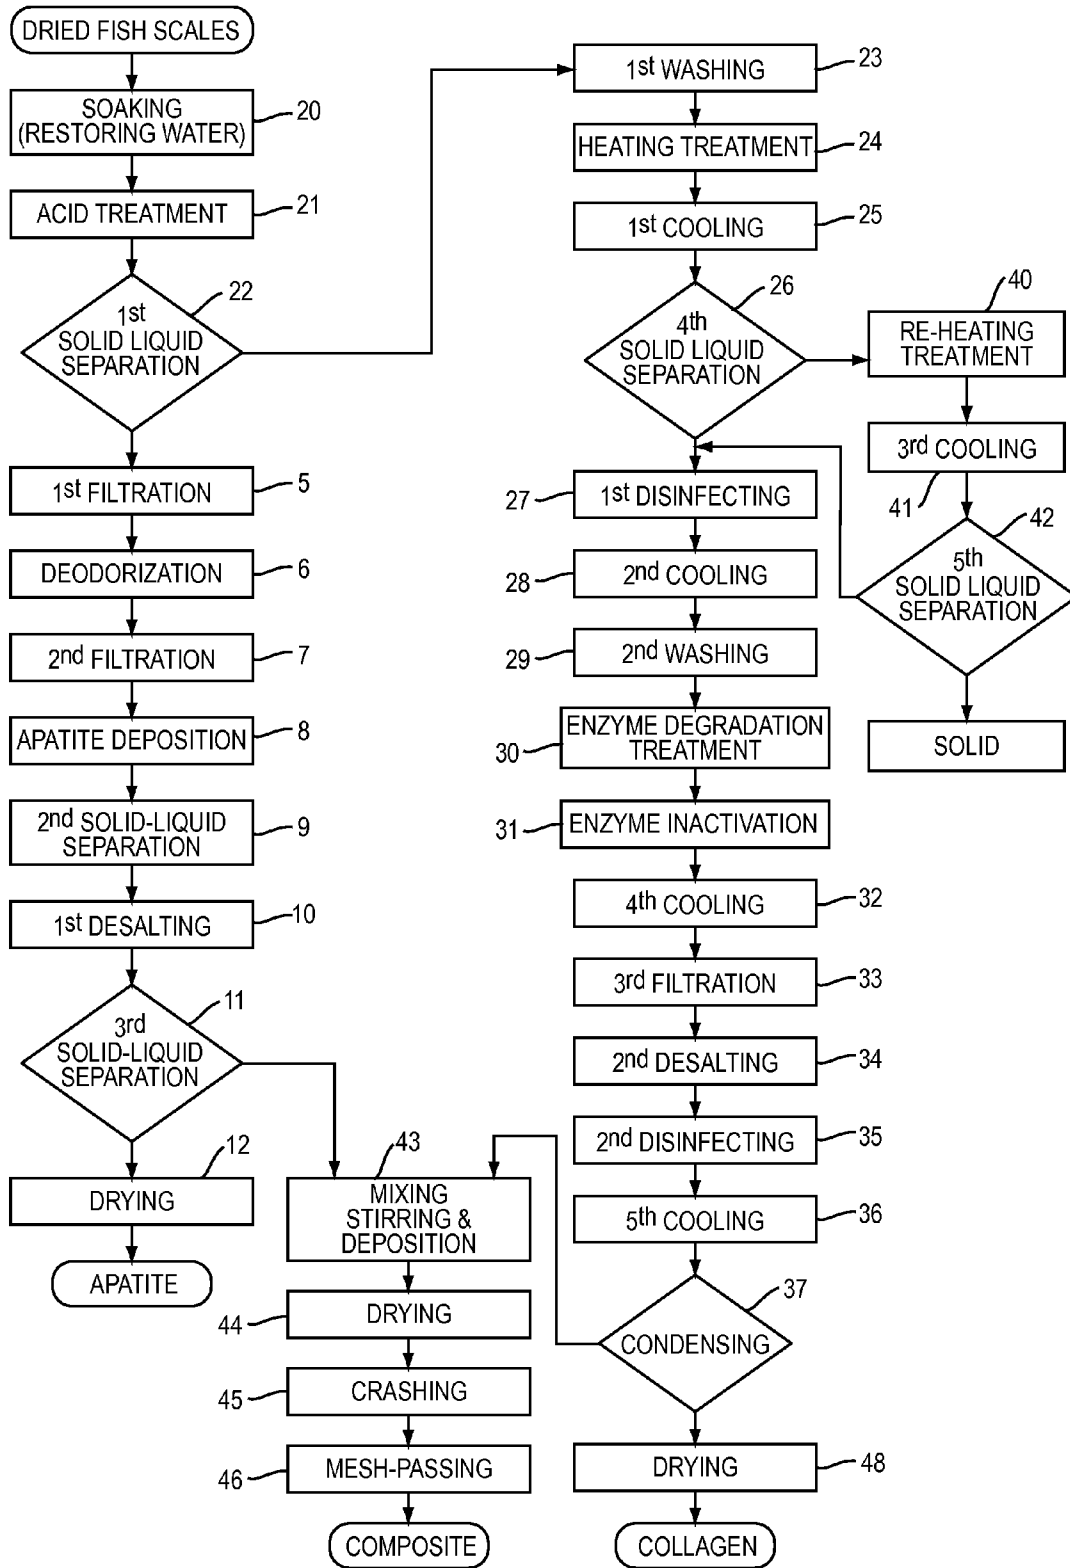 DRIED FISH SCALES
SOAKING
(RESTORING WATER)
20
ACID TREATMENT
21
1st
SOLID LIQUID
SEPARATION
22
1st FILTRATION
5
DEODORIZATION
6
2nd FILTRATION
7
APATITE DEPOSITION
8
2nd SOLID-LIQUID
SEPARATION
9
1st DESALTING
10
3rd
SOLID-LIQUID
SEPARATION
11
DRYING
12
APATITE
1st WASHING
23
HEATING TREATMENT
24
1st COOLING
25
4th
SOLID LIQUID
SEPARATION
26
RE-HEATING
TREATMENT
40
3rd COOLING
41
5th
SOLID LIQUID
SEPARATION
42
SOLID
1st DISINFECTING
27
2nd COOLING
28
2nd WASHING
29
ENZYME DEGRADATION
TREATMENT
30
ENZYME INACTIVATION
31
4th COOLING
32
3rd FILTRATION
33
2nd DESALTING
34
2nd DISINFECTING
35
5th COOLING
36
CONDENSING
37
DRYING
48
COLLAGEN
MIXING
STIRRING &
DEPOSITION
43
DRYING
44
CRASHING
45
MESH-PASSING
46
COMPOSITE